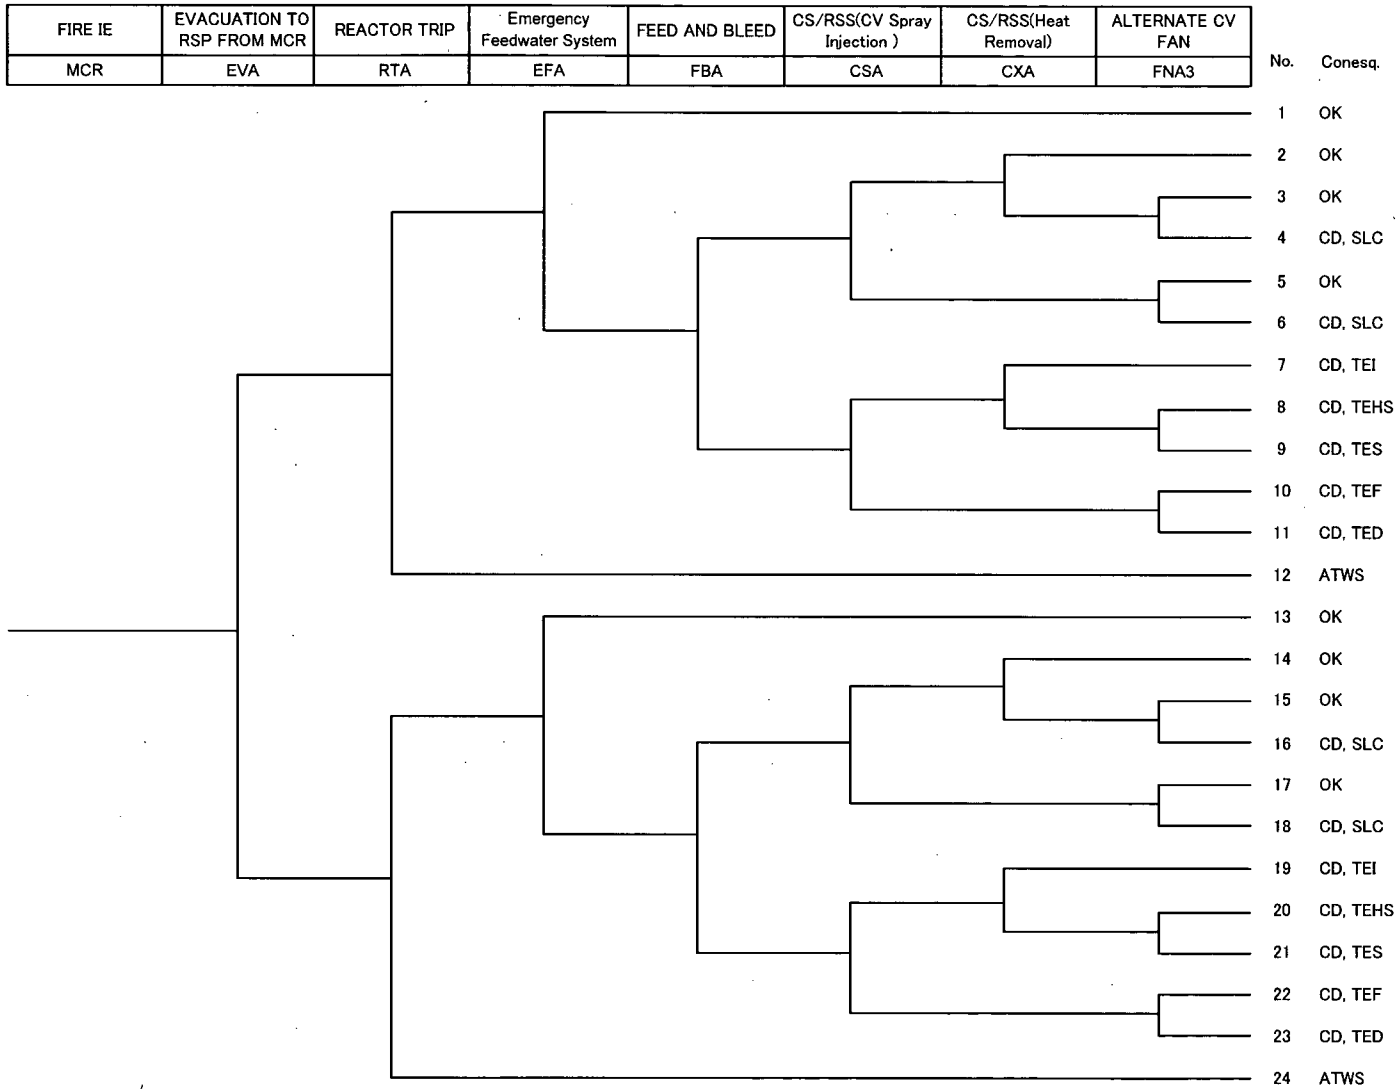 FIRE IE
EVACUATION TO
RSP FROM MCR
REACTOR TRIP
Emergency
Feedwater System
FEED AND BLEED
CS/RSS(CV Spray
Injection )
CS/RSS(Heat
Removal)
ALTERNATE CV
FAN
MCR
EVA
RTA
EFA
FBA
CSA
CXA
FNA3
No. Conesq.
1 OK
2 OK
3 OK
4 CD, SLC
5 OK
6 CD, SLC
7 CD, TEI
8 CD, TEHS
9 CD, TES
10 CD, TEF
11 CD, TED
12 ATWS
13 OK
14 OK
15 OK
16 CD, SLC
17 OK
18 CD, SLC
19 CD, TEI
20 CD, TEHS
21 CD, TES
22 CD, TEF
23 CD, TED
24 ATWS